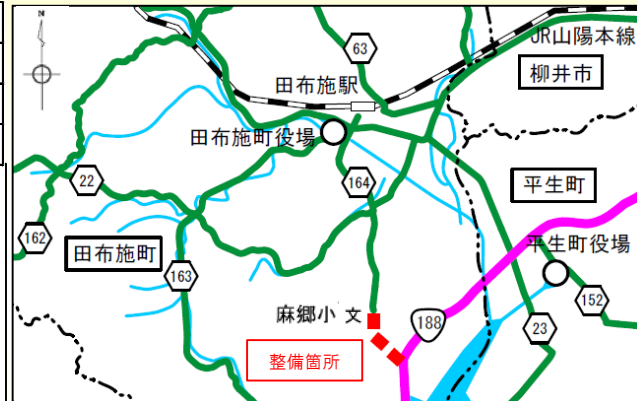 N
63
JR山陽本線
柳井市
田布施駅
田布施町役場
22
164
平生町
162
田布施町
平生町役場
163
152
麻郷小 文
188
23
整備箇所